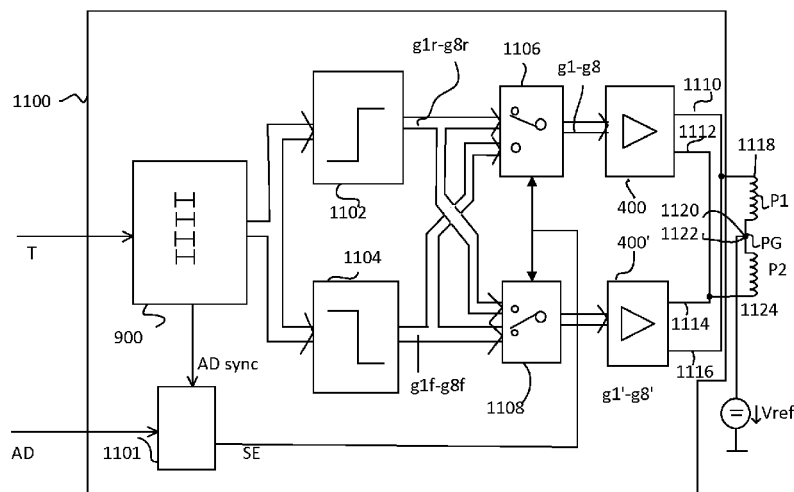 g1r-g8r
1106
g1-g8
1110
1100
1112
1118
1102
400
P1
1120
1122
PG
T
1104
400'
P2
1114
1124
900
AD sync
g1f-g8f
1108
g1'-g8'
1116
Vref
AD
1101
SE